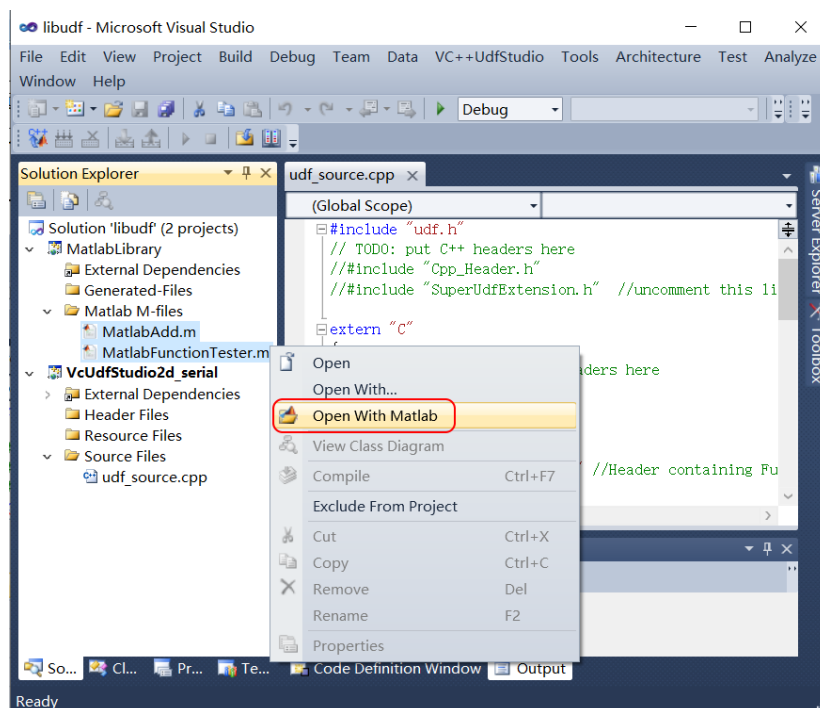 libudf - Microsoft Visual Studio
File Edit View Project Build Debug Team Data VC++UdfStudio Tools Architecture Test Analyze
Window Help
Debug
Solution Explorer
udf_source.cpp
(Global Scope)
Solution 'libudf' (2 projects)
MatlabLibrary
External Dependencies
Generated-Files
Matlab M-files
MatlabAdd.m
MatlabFunctionTester.m
VcUdfStudio2d_serial
External Dependencies
Header Files
Resource Files
Source Files
udf_source.cpp
#include "udf.h"
// TODO: put C++ headers here
//#include "Cpp_Header.h"
//#include "SuperUdfExtension.h" //uncomment this li
extern "C"
{
aders here
//Header containing Fu
Open
Open With...
Open With Matlab
View Class Diagram
Compile Ctrl+F7
Exclude From Project
Cut Ctrl+X
Copy Ctrl+C
Remove Del
Rename F2
Properties
Server Explorer
Toolbox
So... Cl... Pr... Te... Code Definition Window Output
Ready